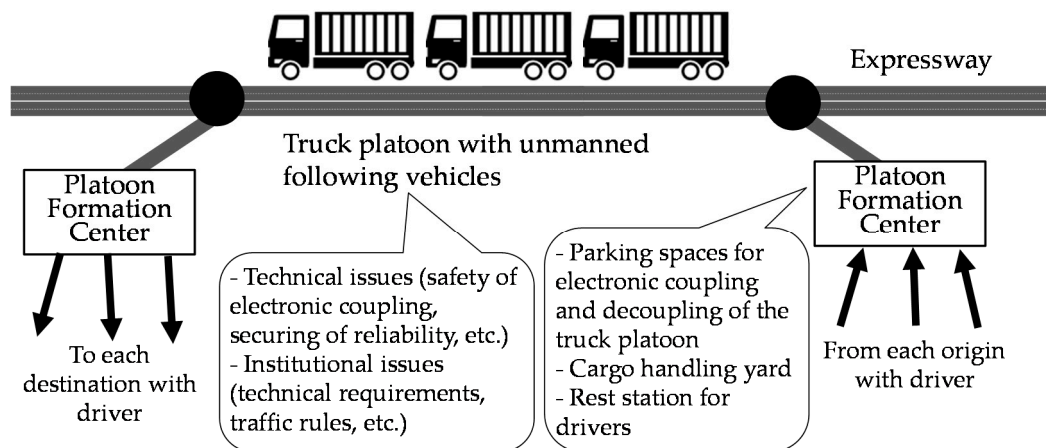 Expressway
Truck platoon with unmanned
following vehicles
Platoon
Formation
Center
Platoon
Formation
Center
- Technical issues (safety of
electronic coupling,
securing of reliability, etc.)
- Institutional issues
(technical requirements,
traffic rules, etc.)
- Parking spaces for
electronic coupling
and decoupling of the
truck platoon
- Cargo handling yard
- Rest station for
drivers
To each
destination with
driver
From each origin
with driver